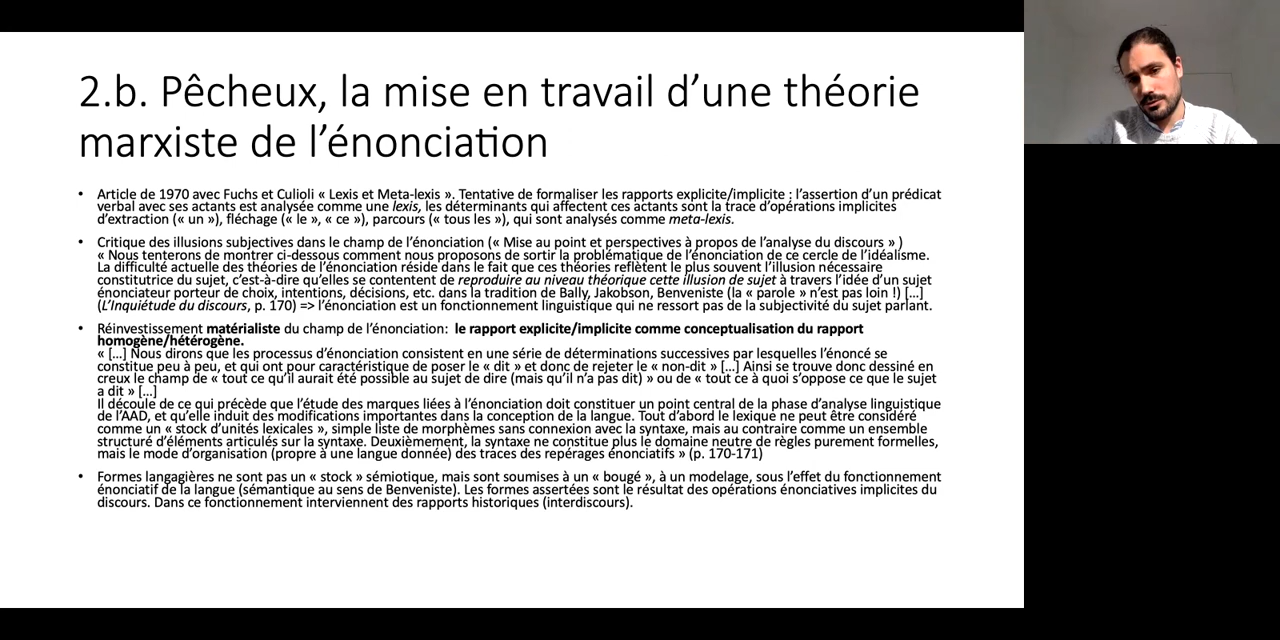 2.b. Pêcheux, la mise en travail d’une théorie
marxiste de l’énonciation
• Article de 1970 avec Fuchs et Culioli « Lexis et Meta-lexis ». Tentative de formaliser les rapports explicite/implicite : l’assertion d’un prédicat
verbal avec ses actants est analysée comme une lexis, les déterminants qui affectent ces actants sont la trace d’opérations implicites
d’extraction (« un »), fléchage (« le », « ce »), parcours (« tous les »), qui sont analysés comme meta-lexis.
• Critique des illusions subjectives dans le champ de l’énonciation (« Mise au point et perspectives à propos de l’analyse du discours » )
« Nous tenterons de montrer ci-dessous comment nous proposons de sortir la problématique de l’énonciation de ce cercle de l’idéalisme.
La difficulté actuelle des théories de l’énonciation réside dans le fait que ces théories reflètent le plus souvent l’illusion nécessaire
constitutrice du sujet, c’est-à-dire qu’elles se contentent de reproduire au niveau théorique cette illusion de sujet à travers l’idée d’un sujet
énonciateur porteur de choix, intentions, décisions, etc. dans la tradition de Bally, Jakobson, Benveniste (la « parole » n’est pas loin !) […]
(L’Inquiétude du discours, p. 170) => l’énonciation est un fonctionnement linguistique qui ne ressort pas de la subjectivité du sujet parlant.
• Réinvestissement matérialiste du champ de l’énonciation: le rapport explicite/implicite comme conceptualisation du rapport
homogène/hétérogène.
« […] Nous dirons que les processus d’énonciation consistent en une série de déterminations successives par lesquelles l’énoncé se
constitue peu à peu, et qui ont pour caractéristique de poser le « dit » et donc de rejeter le « non-dit » […] Ainsi se trouve donc dessiné en
creux le champ de « tout ce qu’il aurait été possible au sujet de dire (mais qu’il n’a pas dit) » ou de « tout ce à quoi s’oppose ce que le sujet
a dit » […]
Il découle de ce qui précède que l’étude des marques liées à l’énonciation doit constituer un point central de la phase d’analyse linguistique
de l’AAD, et qu’elle induit des modifications importantes dans la conception de la langue. Tout d’abord le lexique ne peut être considéré
comme un « stock d’unités lexicales », simple liste de morphèmes sans connexion avec la syntaxe, mais au contraire comme un ensemble
structuré d’éléments articulés sur la syntaxe. Deuxièmement, la syntaxe ne constitue plus le domaine neutre de règles purement formelles,
mais le mode d’organisation (propre à une langue donnée) des traces des repérages énonciatifs » (p. 170-171)
• Formes langagières ne sont pas un « stock » sémiotique, mais sont soumises à un « bougé », à un modelage, sous l’effet du fonctionnement
énonciatif de la langue (sémantique au sens de Benveniste). Les formes assertées sont le résultat des opérations énonciatives implicites du
discours. Dans ce fonctionnement interviennent des rapports historiques (interdiscours).